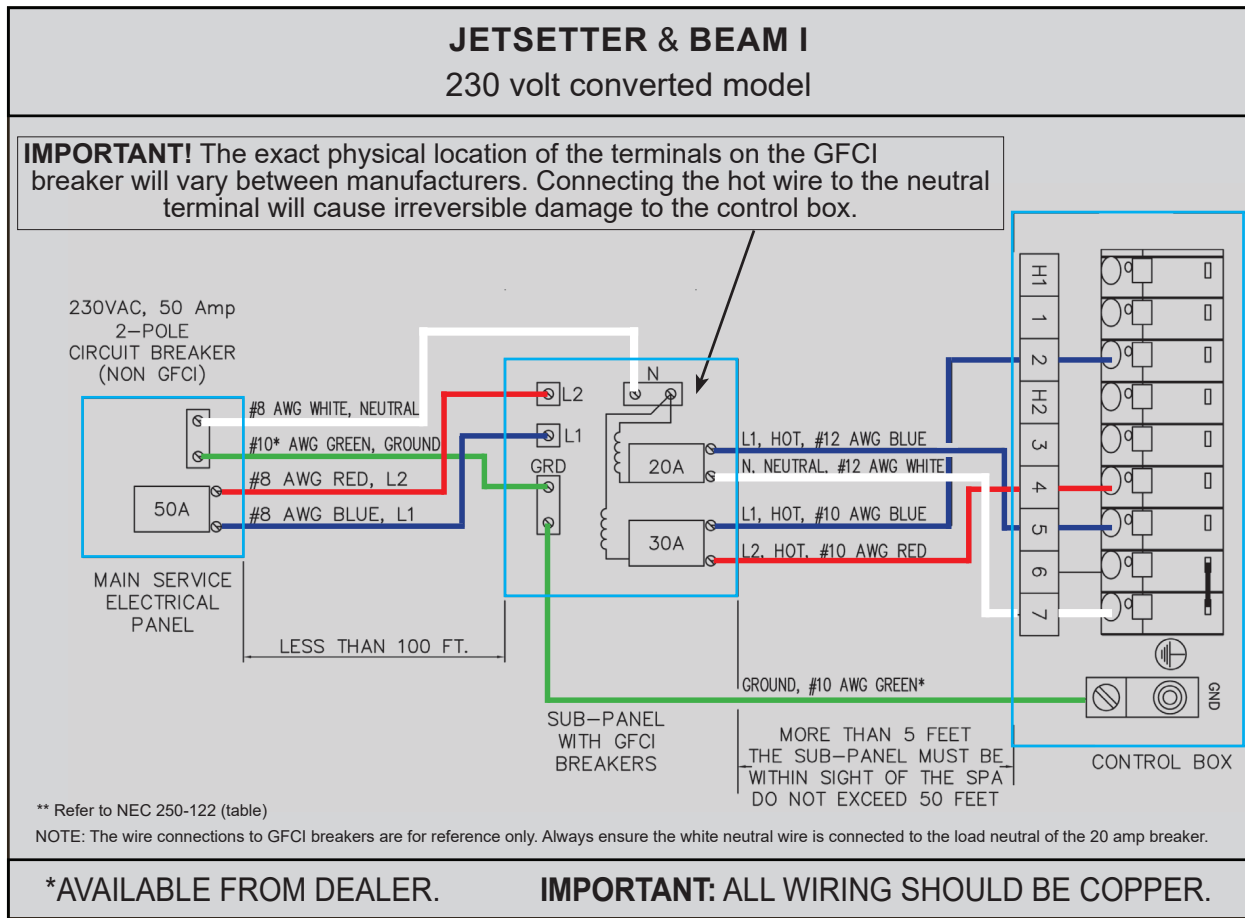 JETSETTER & BEAM I
230 volt converted model
IMPORTANT! The exact physical location of the terminals on the GFCI
breaker will vary between manufacturers. Connecting the hot wire to the neutral
terminal will cause irreversible damage to the control box.
230VAC, 50 Amp
2-POLE
CIRCUIT BREAKER
(NON GFCI)
#8 AWG WHITE, NEUTRAL
#10* AWG GREEN, GROUND
#8 AWG RED, L2
#8 AWG BLUE, L1
50A
MAIN SERVICE
ELECTRICAL
PANEL
LESS THAN 100 FT.
L2
L1
GRD
N
20A
30A
SUB-PANEL
WITH GFCI
BREAKERS
L1, HOT, #12 AWG BLUE
N. NEUTRAL, #12 AWG WHITE
L1, HOT, #10 AWG BLUE
L2, HOT, #10 AWG RED
GROUND, #10 AWG GREEN*
MORE THAN 5 FEET
THE SUB-PANEL MUST BE
WITHIN SIGHT OF THE SPA
DO NOT EXCEED 50 FEET
H1
1
2
H2
3
4
5
6
7
GND
CONTROL BOX
** Refer to NEC 250-122 (table)
NOTE: The wire connections to GFCI breakers are for reference only. Always ensure the white neutral wire is connected to the load neutral of the 20 amp breaker.
*AVAILABLE FROM DEALER. IMPORTANT: ALL WIRING SHOULD BE COPPER.